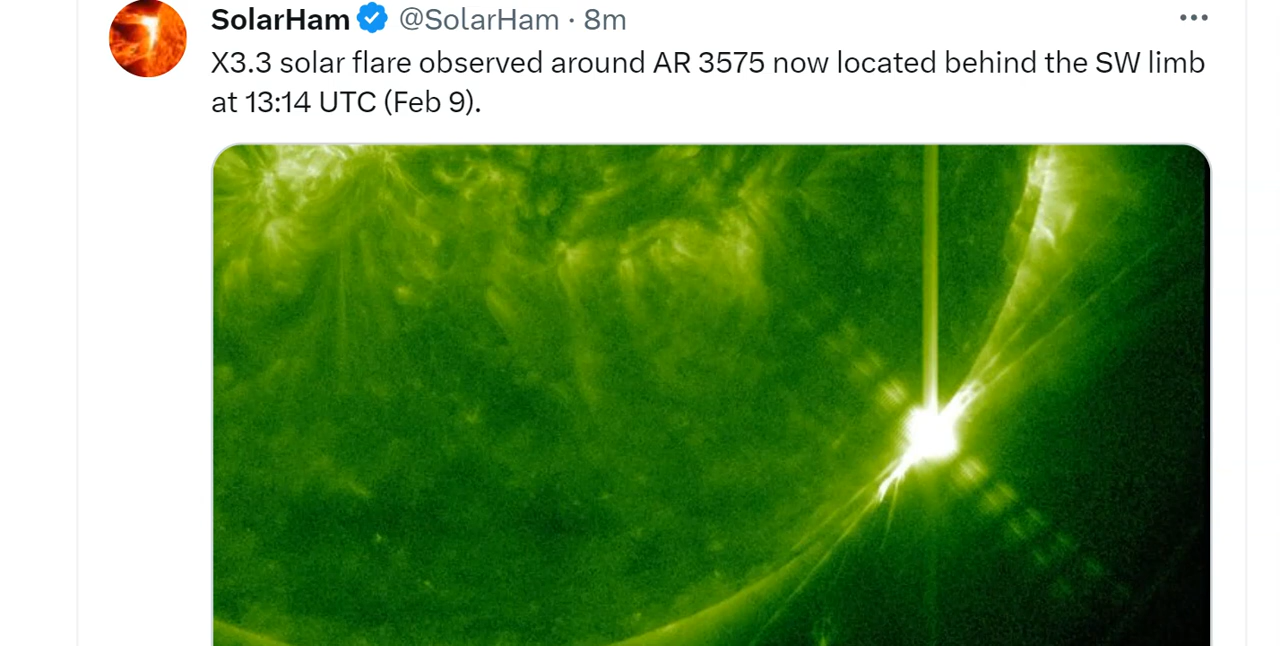 SolarHam @SolarHam · 8m
X3.3 solar flare observed around AR 3575 now located behind the SW limb
at 13:14 UTC (Feb 9).